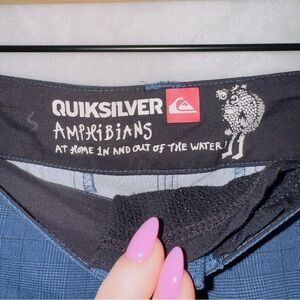 QUIKSILVER
AMPHIBIANS
AT HOME IN AND OUT OF THE WATER